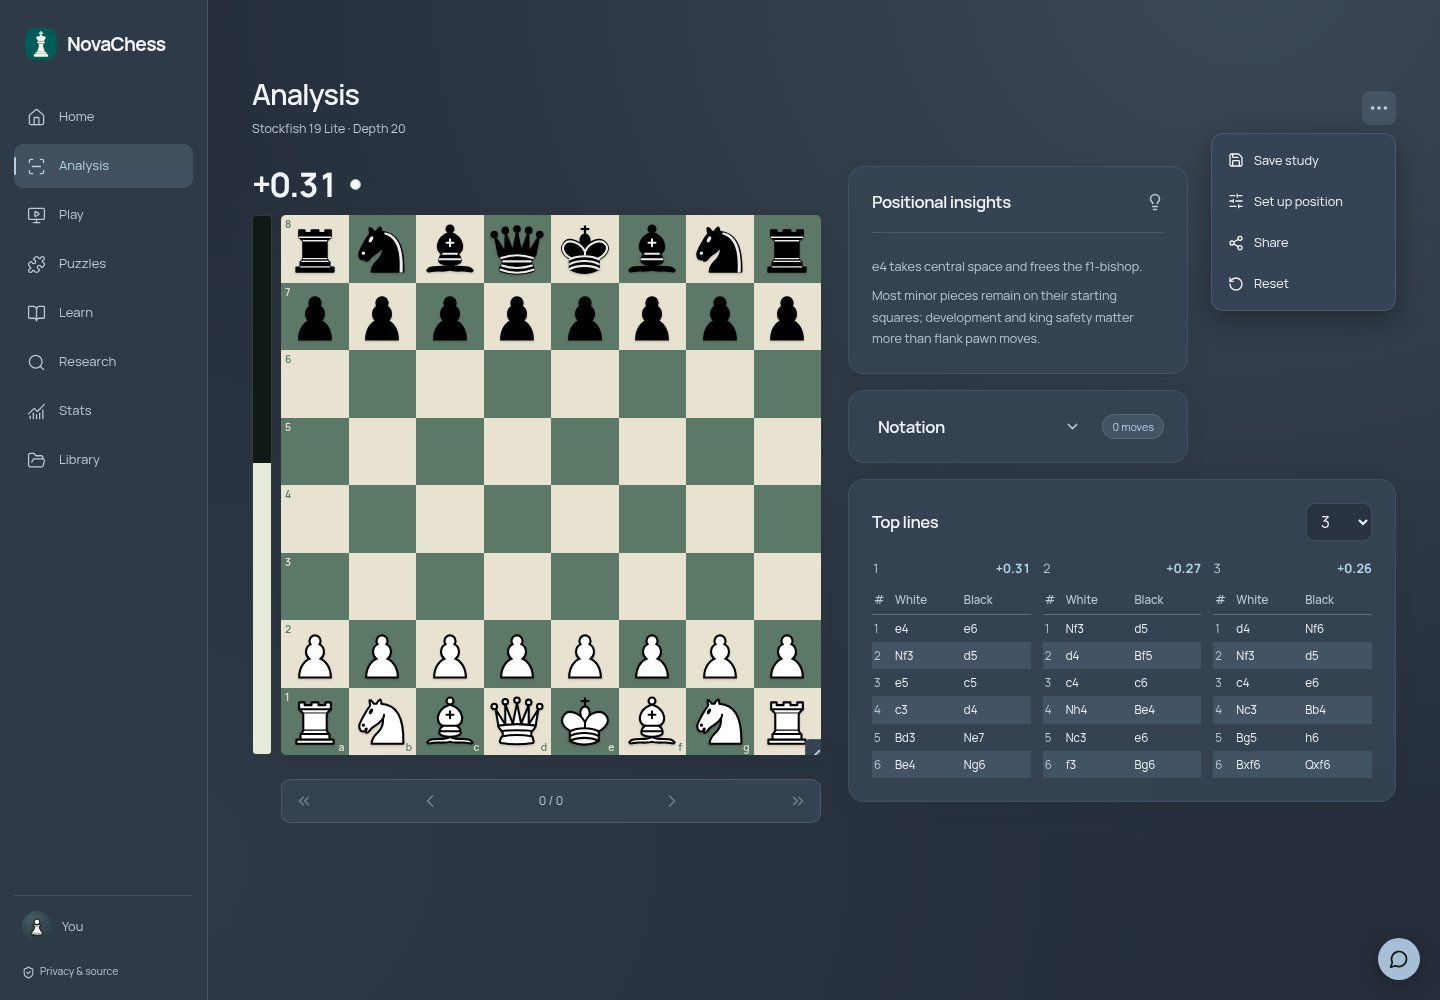 NovaChess
Home
Analysis
Play
Puzzles
Learn
Research
Stats
Library
You
Privacy & source
Analysis
Stockfish 19 Lite · Depth 20
+0.31
8
7
6
5
4
3
2
1
a b c d e f g
0 / 0
Save study
Set up position
Share
Reset
Positional insights
e4 takes central space and frees the f1-bishop.
Most minor pieces remain on their starting
squares; development and king safety matter
more than flank pawn moves.
Notation
0 moves
Top lines
3
1 +0.31 2 +0.27 3 +0.26
# White Black # White Black # White Black
1 e4 e6 1 Nf3 d5 1 d4 Nf6
2 Nf3 d5 2 d4 Bf5 2 Nf3 d5
3 e5 c5 3 c4 c6 3 c4 e6
4 c3 d4 4 Nh4 Be4 4 Nc3 Bb4
5 Bd3 Ne7 5 Nc3 e6 5 Bg5 h6
6 Be4 Ng6 6 f3 Bg6 6 Bxf6 Qxf6